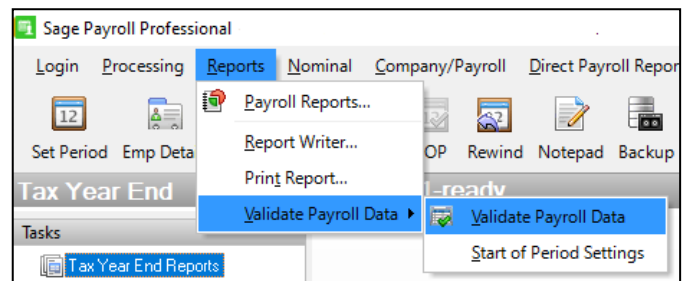 Sage Payroll Professional
Login Processing Reports Nominal Company/Payroll Direct Payroll Repor
Payroll Reports...
Report Writer...
Print Report...
Validate Payroll Data
Validate Payroll Data
Start of Period Settings
12
Set Period Emp Deta OP Rewind Notepad Backup
Tax Year End 1-ready
Tasks
Tax Year End Reports